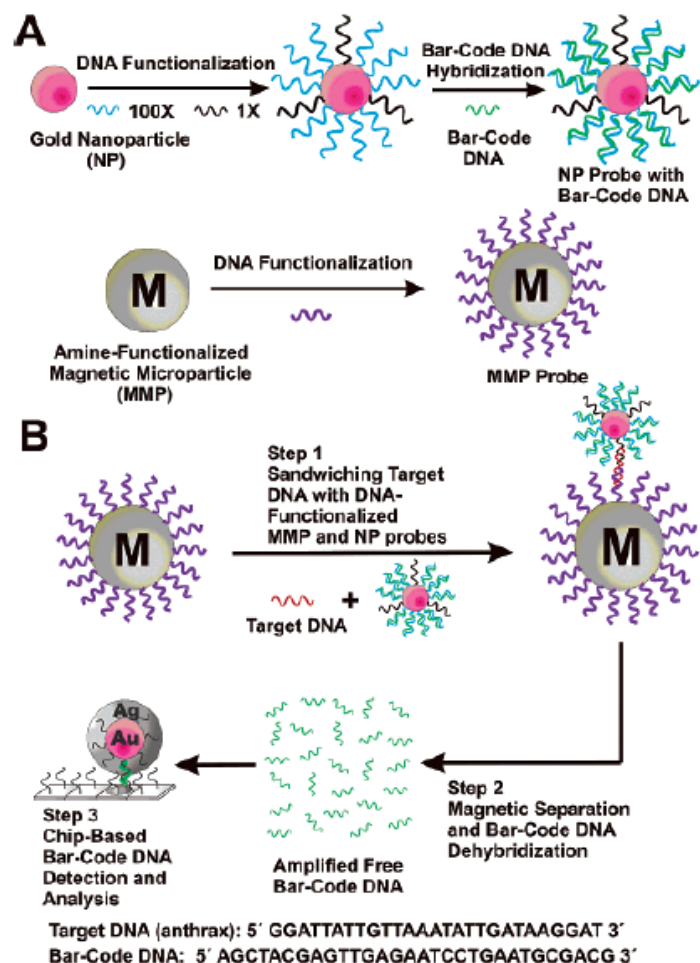 A
DNA Functionalization
100X 1X
Gold Nanoparticle
(NP)
Bar-Code DNA
Hybridization
Bar-Code
DNA
NP Probe with
Bar-Code DNA
M
DNA Functionalization
M
Amine-Functionalized
Magnetic Microparticle
(MMP)
MMP Probe
B
M
Step 1
Sandwiching Target
DNA with DNA-
Functionalized
MMP and NP probes
+
Target DNA
M
Ag
Au
Step 3
Chip-Based
Bar-Code DNA
Detection and
Analysis
Amplified Free
Bar-Code DNA
Step 2
Magnetic Separation
and Bar-Code DNA
Dehybridization
Target DNA (anthrax): 5´ GGATTATTGTTAAATATTGATAAGGAT 3´
Bar-Code DNA: 5´ AGCTACGAGTTGAGAATCCTGAATGCGACG 3´